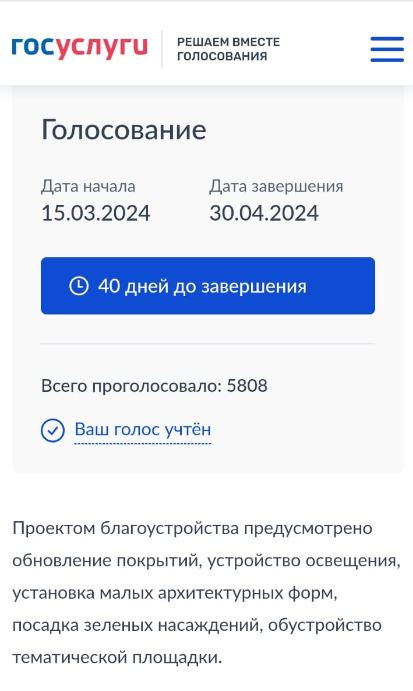 госуслуги
РЕШАЕМ ВМЕСТЕ
ГОЛОСОВАНИЯ
Голосование
Дата начала
Дата завершения
15.03.2024
30.04.2024
40 дней до завершения
Всего проголосовало: 5808
Ваш голос учтён
Проектом благоустройства предусмотрено
обновление покрытий, устройство освещения,
установка малых архитектурных форм,
посадка зеленых насаждений, обустройство
тематической площадки.